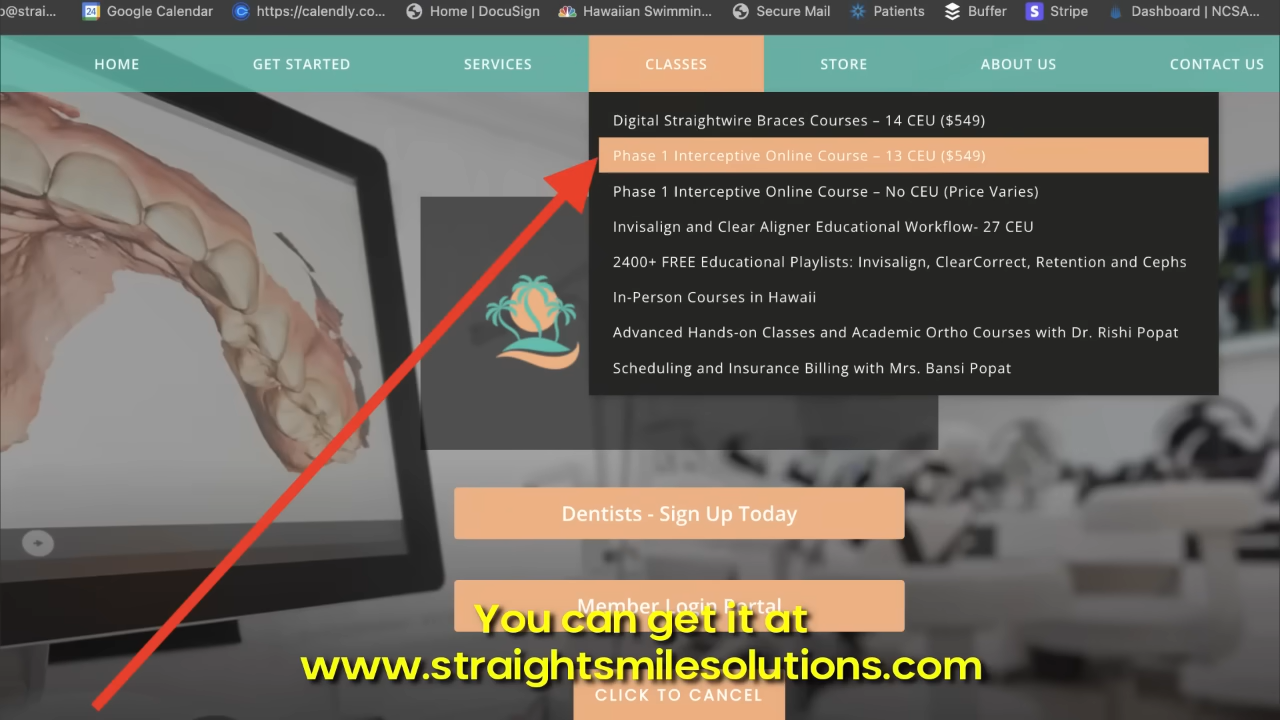 o@strai...
Google Calendar
https://calendly.co...
Home | DocuSign
Hawaiian Swimmin...
Secure Mail
Patients
Buffer
Stripe
Dashboard | NCSA...
HOME
GET STARTED
SERVICES
CLASSES
STORE
ABOUT US
CONTACT US
Digital Straightwire Braces Courses – 14 CEU ($549)
Phase 1 Interceptive Online Course – 13 CEU ($549)
Phase 1 Interceptive Online Course – No CEU (Price Varies)
Invisalign and Clear Aligner Educational Workflow- 27 CEU
2400+ FREE Educational Playlists: Invisalign, ClearCorrect, Retention and Cephs
In-Person Courses in Hawaii
Advanced Hands-on Classes and Academic Ortho Courses with Dr. Rishi Popat
Scheduling and Insurance Billing with Mrs. Bansi Popat
Dentists - Sign Up Today
Member Login Portal
You can get it at
www.straightsmilesolutions.com
CLICK TO CANCEL